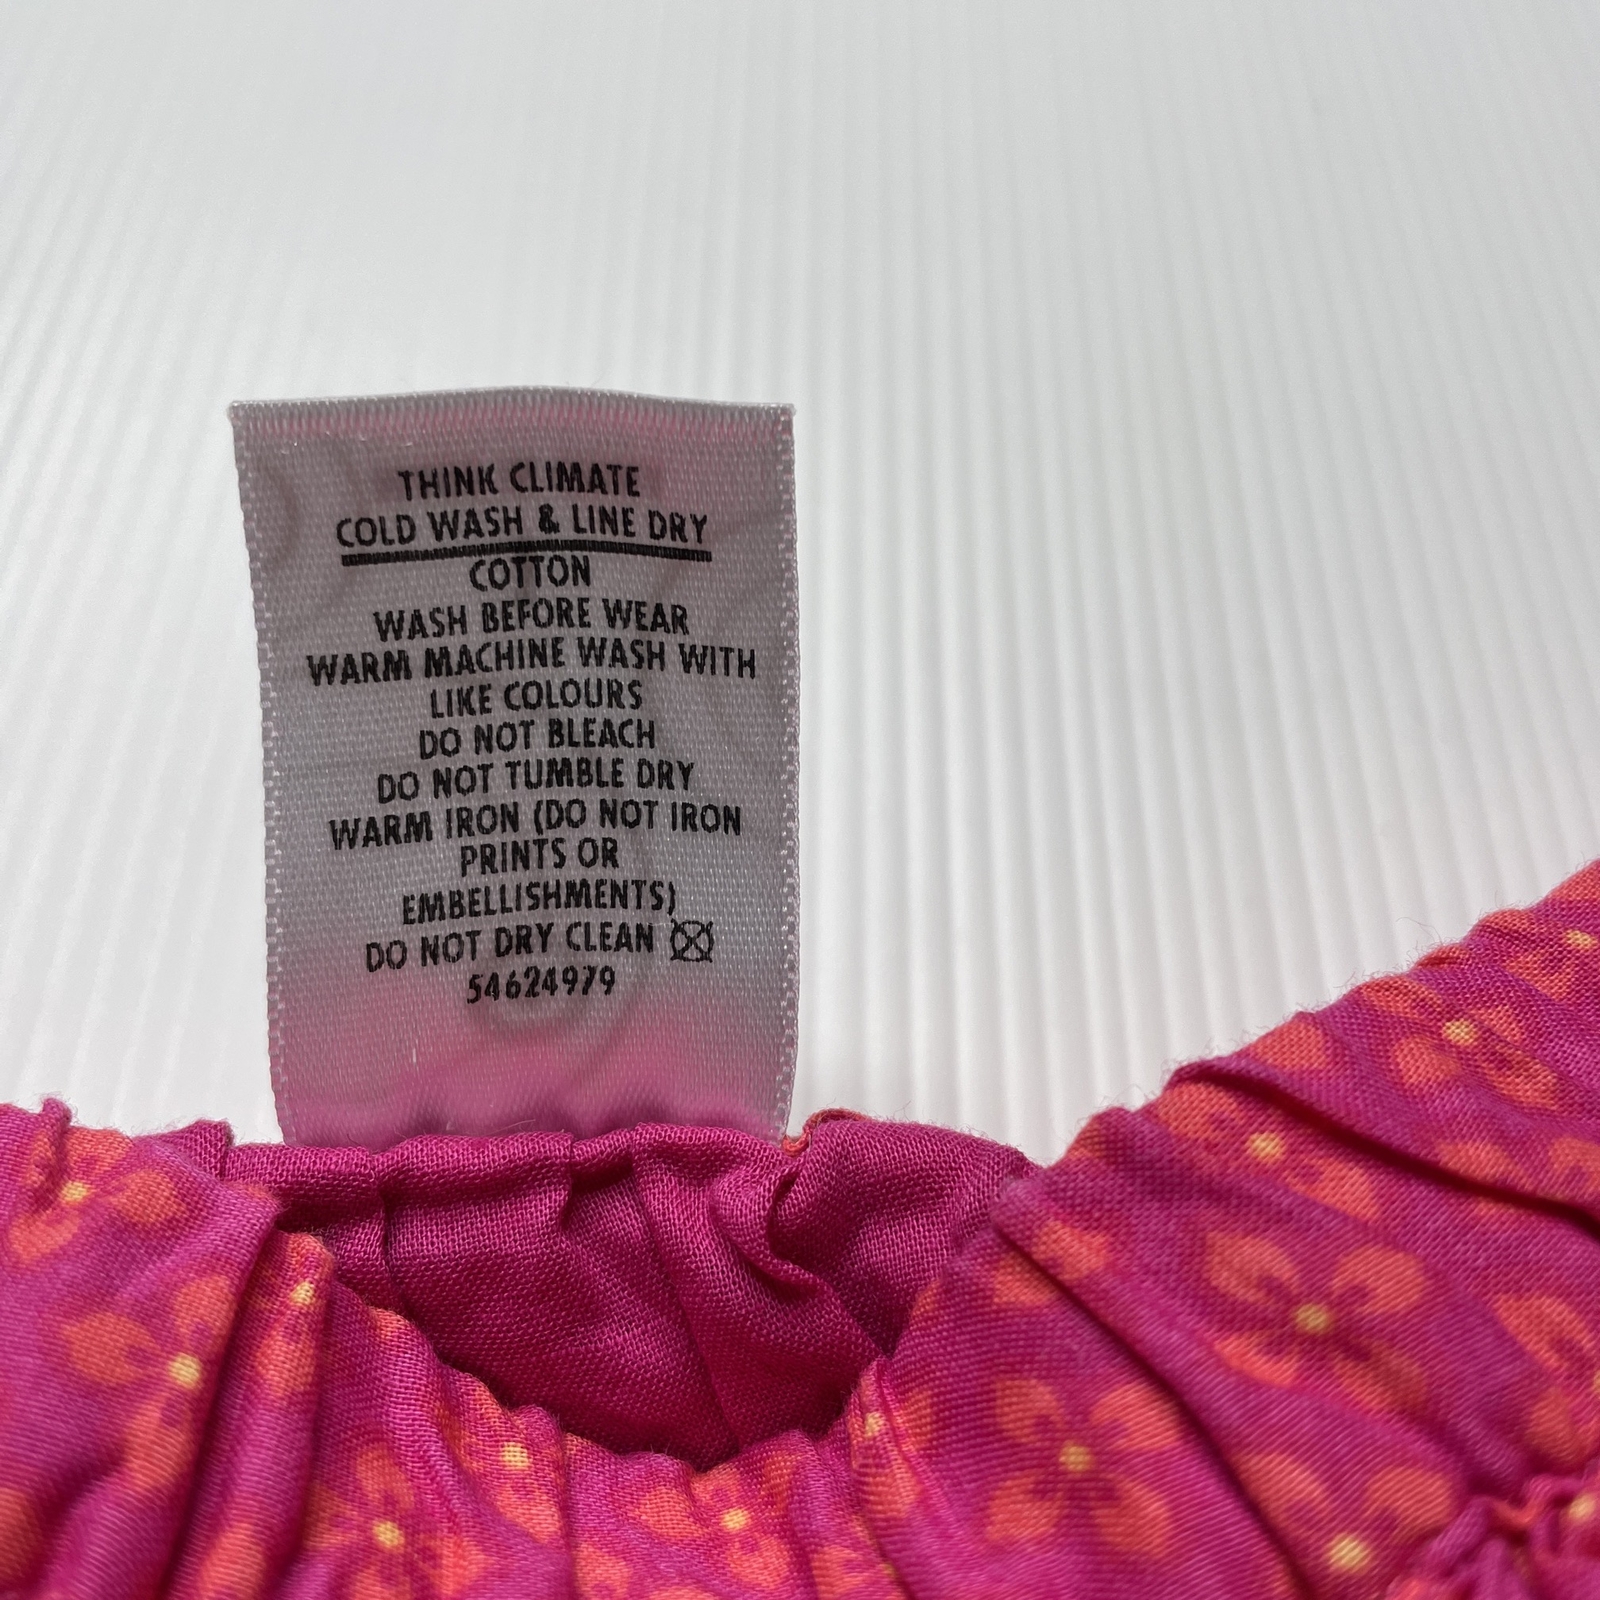 THINK CLIMATE
COLD WASH & LINE DRY
COTTON
WASH BEFORE WEAR
WARM MACHINE WASH WITH
LIKE COLOURS
DO NOT BLEACH
DO NOT TUMBLE DRY
WARM IRON (DO NOT IRON
PRINTS OR
EMBELLISHMENTS)
DO NOT DRY CLEAN
54624979